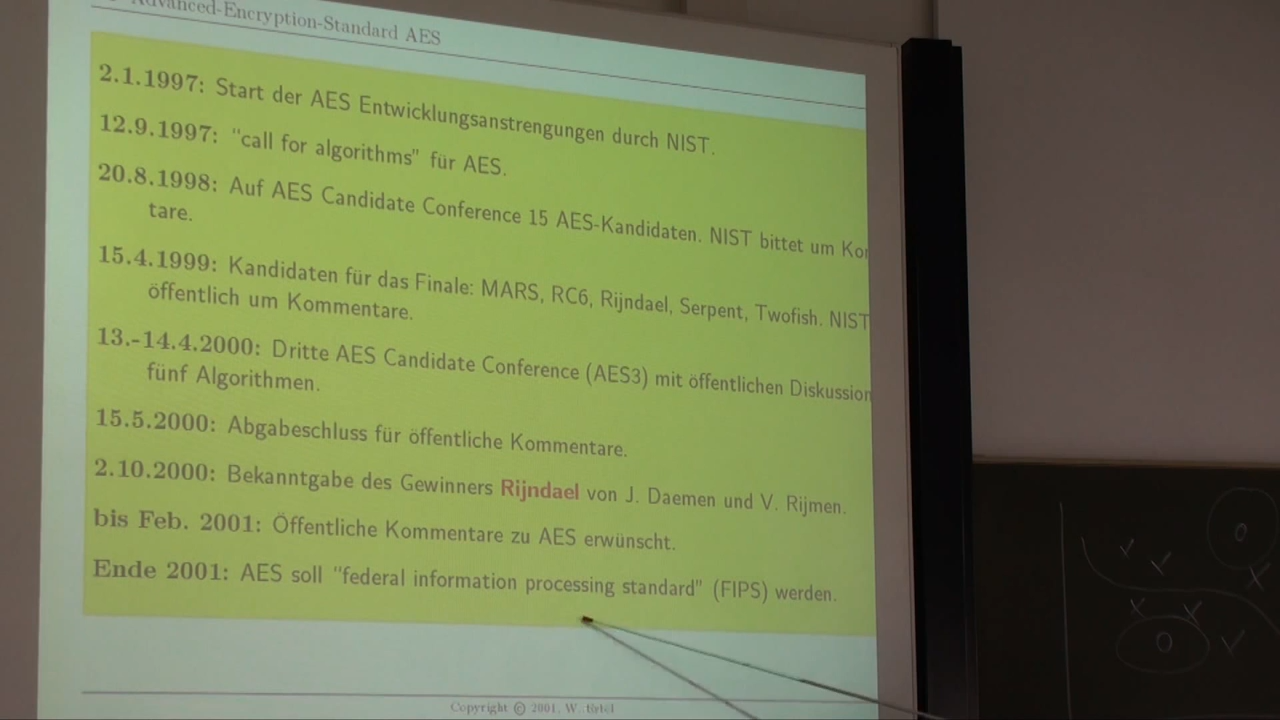 Advanced-Encryption-Standard AES
2.1.1997: Start der AES Entwicklungsanstrengungen durch NIST.
12.9.1997: "call for algorithms" für AES.
20.8.1998: Auf AES Candidate Conference 15 AES-Kandidaten. NIST bittet um
tare.
15.4.1999: Kandidaten für das Finale: MARS, RC6, Rijndael, Serpent, Twofish. NIST
öffentlich um Kommentare.
13.-14.4.2000: Dritte AES Candidate Conference (AES3) mit öffentlichen Diskussion
fünf Algorithmen.
15.5.2000: Abgabeschluss für öffentliche Kommentare.
2.10.2000: Bekanntgabe des Gewinners Rijndael von J. Daemen und V. Rijmen.
bis Feb. 2001: Öffentliche Kommentare zu AES erwünscht.
Ende 2001: AES soll "federal information processing standard" (FIPS) werden.
Copyright © 2001, W.